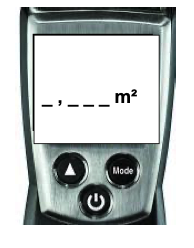 _ , _ _ _ m²
Mode